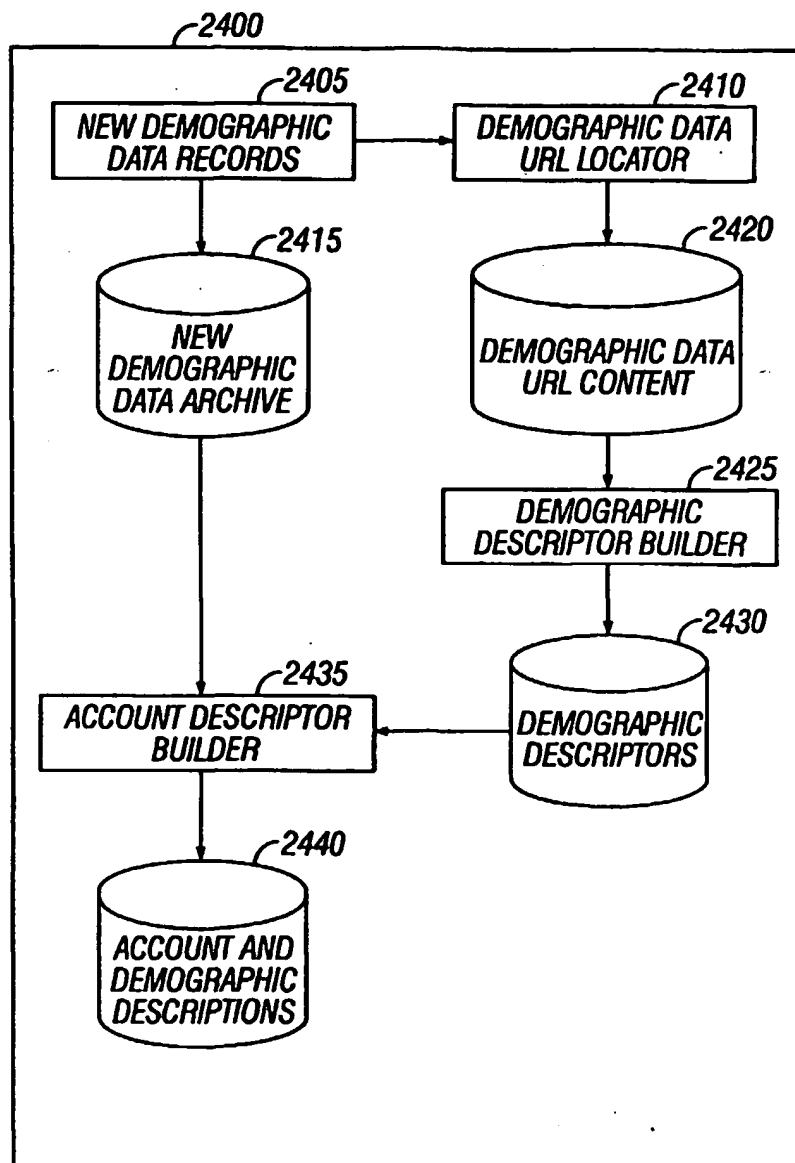 2400
2405
NEW DEMOGRAPHIC
DATA RECORDS
2410
DEMOGRAPHIC DATA
URL LOCATOR
2415
NEW
DEMOGRAPHIC
DATA ARCHIVE
2420
DEMOGRAPHIC DATA
URL CONTENT
2425
DEMOGRAPHIC
DESCRIPTOR BUILDER
2430
DEMOGRAPHIC
DESCRIPTORS
2435
ACCOUNT DESCRIPTOR
BUILDER
2440
ACCOUNT AND
DEMOGRAPHIC
DESCRIPTIONS